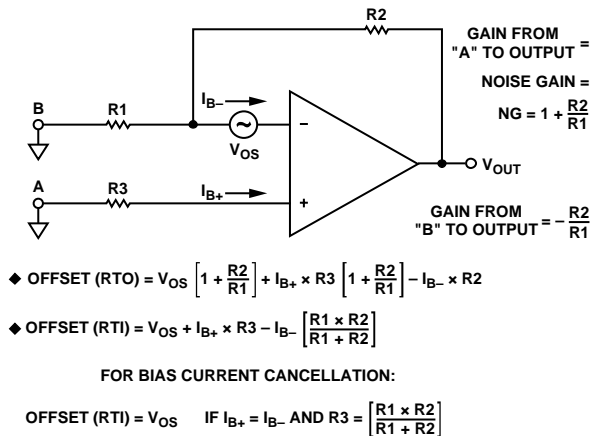 R2
GAIN FROM
"A" TO OUTPUT =
NOISE GAIN =
NG = 1 + R2/R1
B
R1
I_B–
–
~
V_OS
V_OUT
A
R3
I_B+
+
GAIN FROM
"B" TO OUTPUT = – R2/R1
◆ OFFSET (RTO) = V_OS [1 + R2/R1] + I_B+ × R3 [1 + R2/R1] – I_B– × R2
◆ OFFSET (RTI) = V_OS + I_B+ × R3 – I_B– [R1 × R2/R1 + R2]
FOR BIAS CURRENT CANCELLATION:
OFFSET (RTI) = V_OS IF I_B+ = I_B– AND R3 = [R1 × R2/R1 + R2]